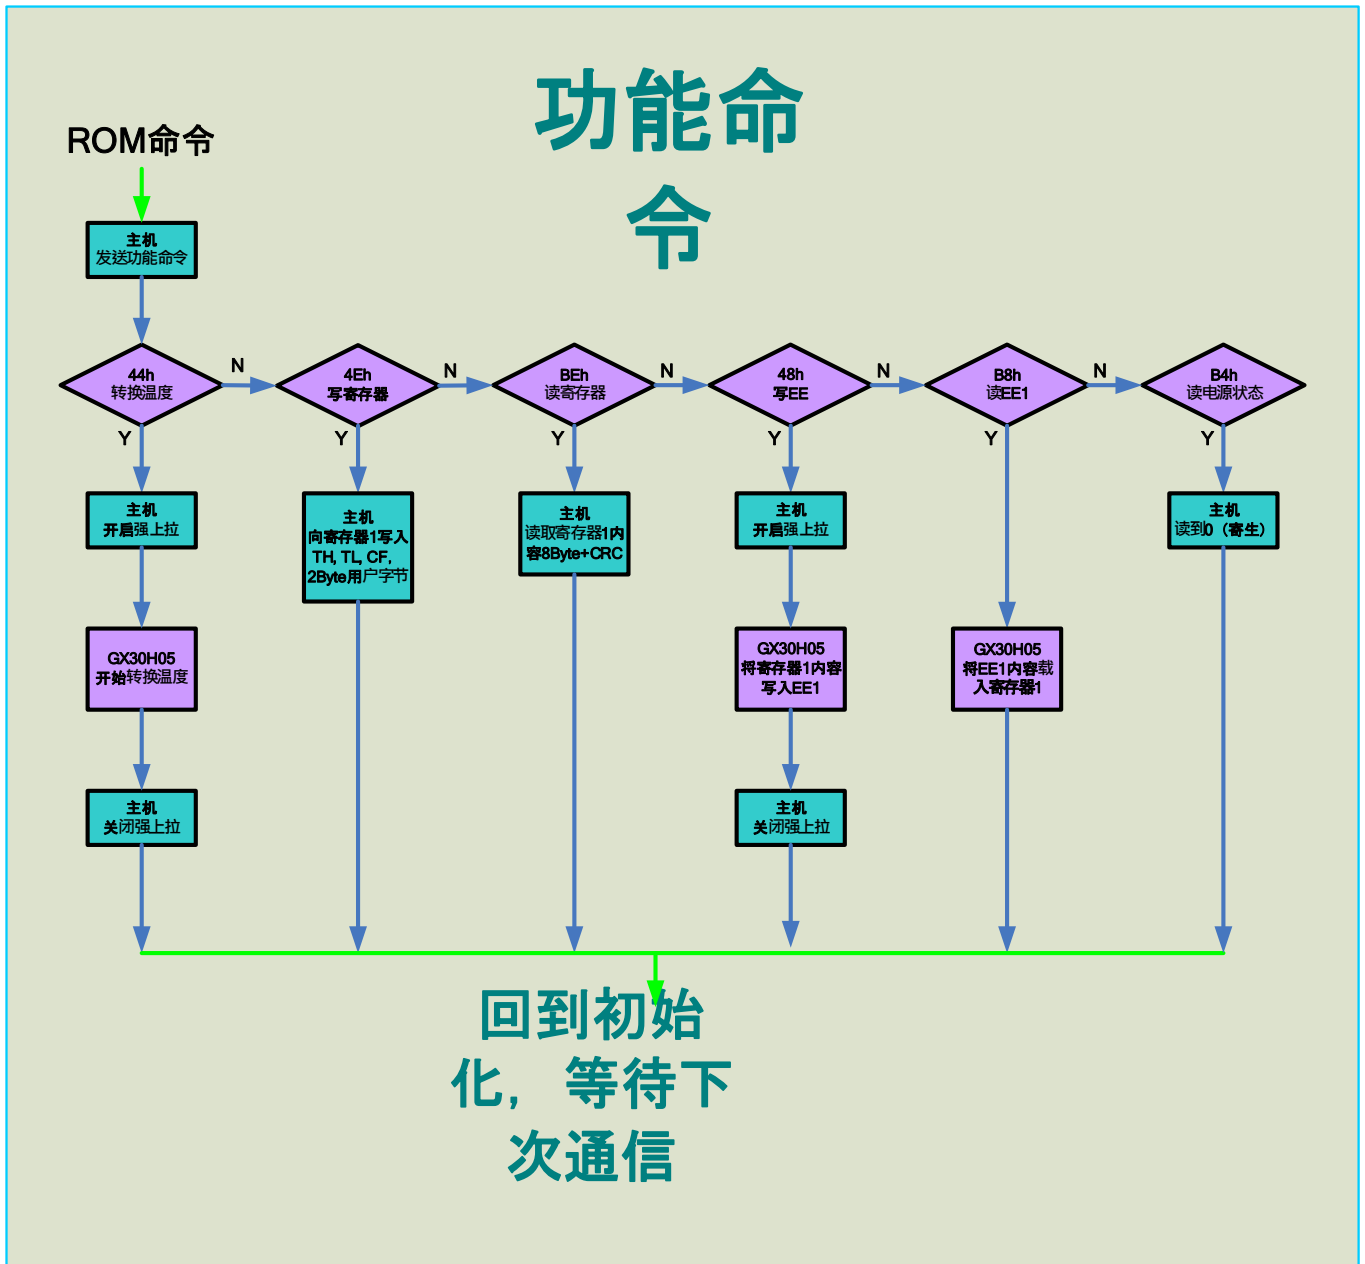 功能命
令
ROM命令
主机
发送功能命令
44h
转换温度
N
4Eh
写寄存器
N
BEh
读寄存器
N
48h
写EE
N
B8h
读EE1
N
B4h
读电源状态
Y
Y
Y
Y
Y
Y
主机
开启强上拉
主机
向寄存器1写入
TH, TL, CF,
2Byte用户字节
主机
读取寄存器1内
容8Byte+CRC
主机
开启强上拉
主机
读到0（寄生）
GX30H05
开始转换温度
GX30H05
将寄存器1内容
写入EE1
GX30H05
将EE1内容载
入寄存器1
主机
关闭强上拉
主机
关闭强上拉
回到初始
化，等待下
次通信